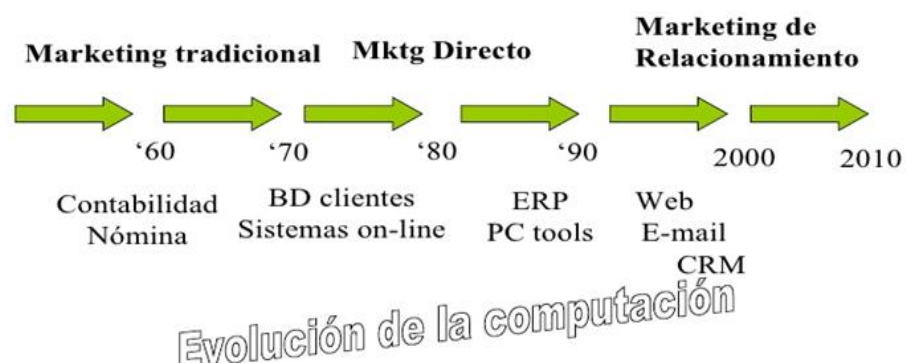 Marketing tradicional
Mktg Directo
Marketing de
Relacionamiento
‘60
‘70
‘80
‘90
2000
2010
Contabilidad
Nómina
BD clientes
Sistemas on-line
ERP
PC tools
Web
E-mail
CRM
Evolución de la computación